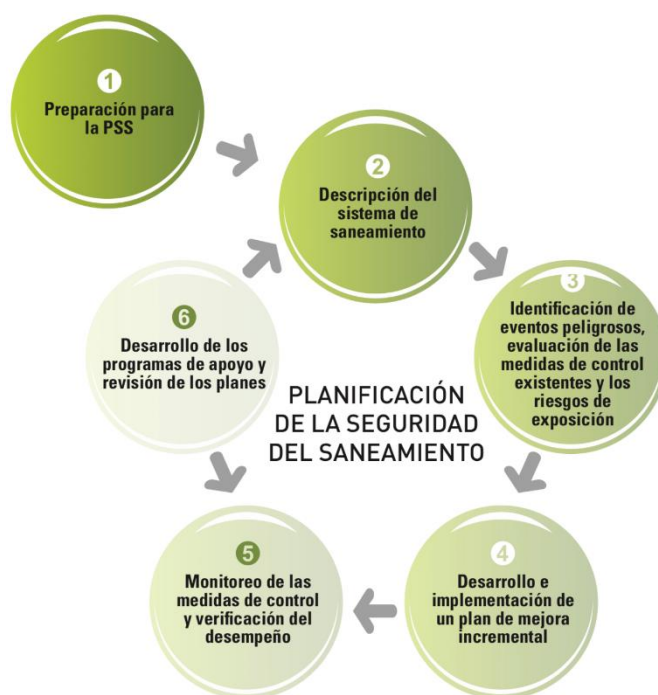 1
Preparación para
la PSS
2
Descripción del
sistema de
saneamiento
3
Identificación de
eventos peligrosos,
evaluación de las
medidas de control
existentes y los
riesgos de
exposición
4
Desarrollo e
implementación de
un plan de mejora
incremental
5
Monitoreo de las
medidas de control
y verificación del
desempeño
6
Desarrollo de los
programas de apoyo y
revisión de los planes
PLANIFICACIÓN
DE LA SEGURIDAD
DEL SANEAMIENTO